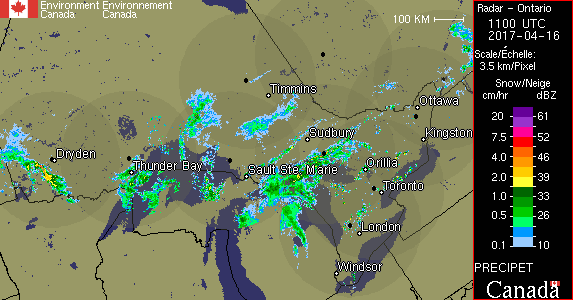 Environment Environnement
Canada Canada
100 KM
Timmins
Ottawa
Sudbury
Kingston
Dryden
Thunder Bay
Sault Ste. Marie
Orillia
Toronto
London
Windsor
Radar - Ontario
1100 UTC
2017-04-16
Scale/Échelle:
3.5 km/Pixel
Snow/Neige
cm/hr dBZ
20 61
10 57
7.5 52
4.0 46
2.0 39
1.0 33
0.5 26
0.1 10
PRECIPET
Canada